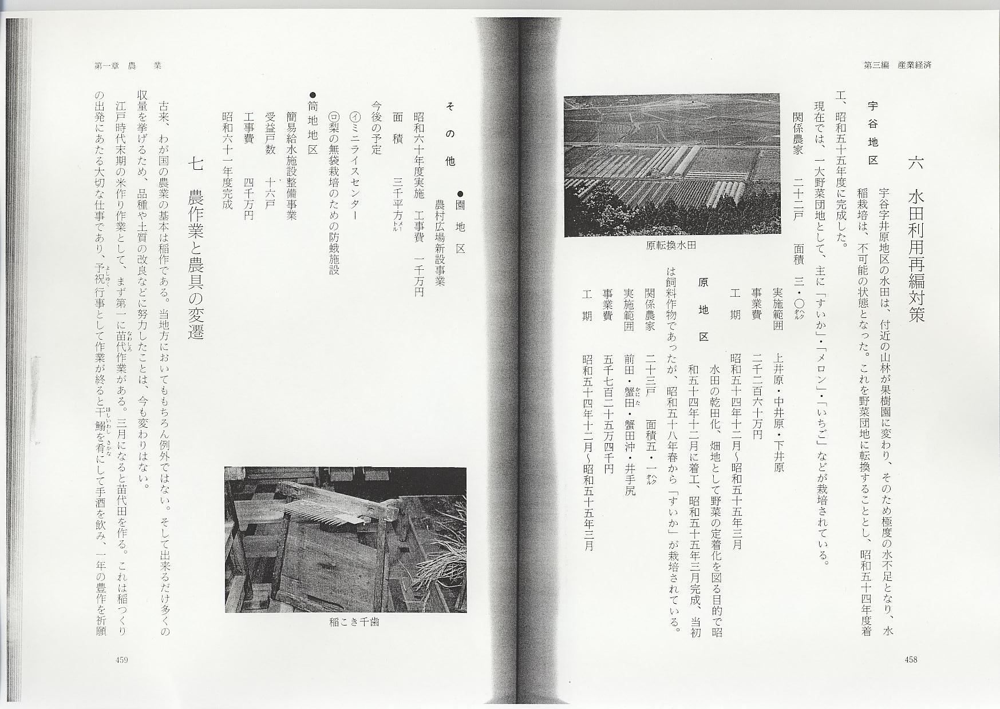 第三編　産業経済
六　水田利用再編対策
宇谷地区
宇谷字井原地区の水田は、付近の山林が果樹園に変わり、そのため極度の水不足となり、水
稲栽培は、不可能の状態となった。これを野菜団地に転換することとし、昭和五十四年度着
工、昭和五十五年度に完成した。
現在では、一大野菜団地として、主に「すいか」・「メロン」・「いちご」などが栽培されている。
関係農家　二十二戸　面積　三・〇ヘクタル
実施範囲　上井原・中井原・下井原
事業費　二千二百六十万円
工　期　昭和五十四年十二月〜昭和五十五年三月
原転換水田
原地区
水田の乾田化、畑地として野菜の定着化を図る目的で昭
和五十四年十二月に着工、昭和五十五年三月完成、当初
は飼料作物であったが、昭和五十八年春から「すいか」が栽培されている。
関係農家　二十三戸　面積五・一ヘクタル
実施範囲　前田・蟹田・蟹田沖・井手尻
かにた
事業費　五千七百二十五万四千円
工　期　昭和五十四年十二月〜昭和五十五年三月
458
第一章　農　業
その他
●園地区
農村広場新設事業
昭和六十年度実施　工事費　一千万円
面　積　三千平方メートル
今後の予定
㋑ミニライスセンター
㋺梨の無袋栽培のための防蛾施設
●筒地地区
簡易給水施設整備事業
受益戸数　十六戸
工事費　四千万円
昭和六十一年度完成
稲こき千歯
七　農作業と農具の変遷
古来、わが国の農業の基本は稲作である。当地方においてももちろん例外ではない。そして出来るだけ多くの
収量を挙げるため、品種や土質の改良などに努力したことは、今も変わりはない。
江戸時代末期の米作り作業として、まず第一に苗代作業がある。三月になると苗代田を作る。これは稲つくり
なわしろ
の出発にあたる大切な仕事であり、予祝行事として作業が終ると干鰯を肴にして手酒を飲み、一年の豊作を祈願
よしゆく
ほしいわし　さかな
459